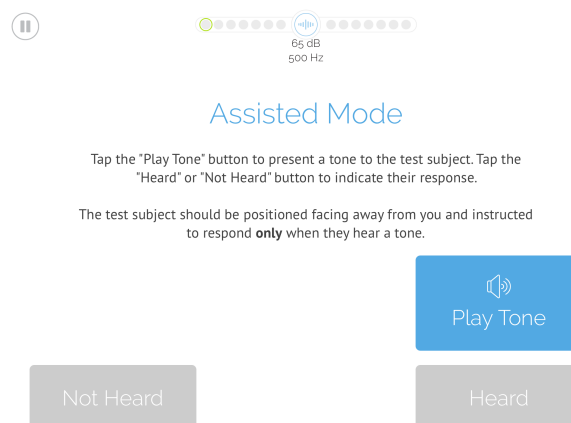 65 dB
500 Hz
Assisted Mode
Tap the "Play Tone" button to present a tone to the test subject. Tap the
"Heard" or "Not Heard" button to indicate their response.
The test subject should be positioned facing away from you and instructed
to respond only when they hear a tone.
Play Tone
Not Heard
Heard